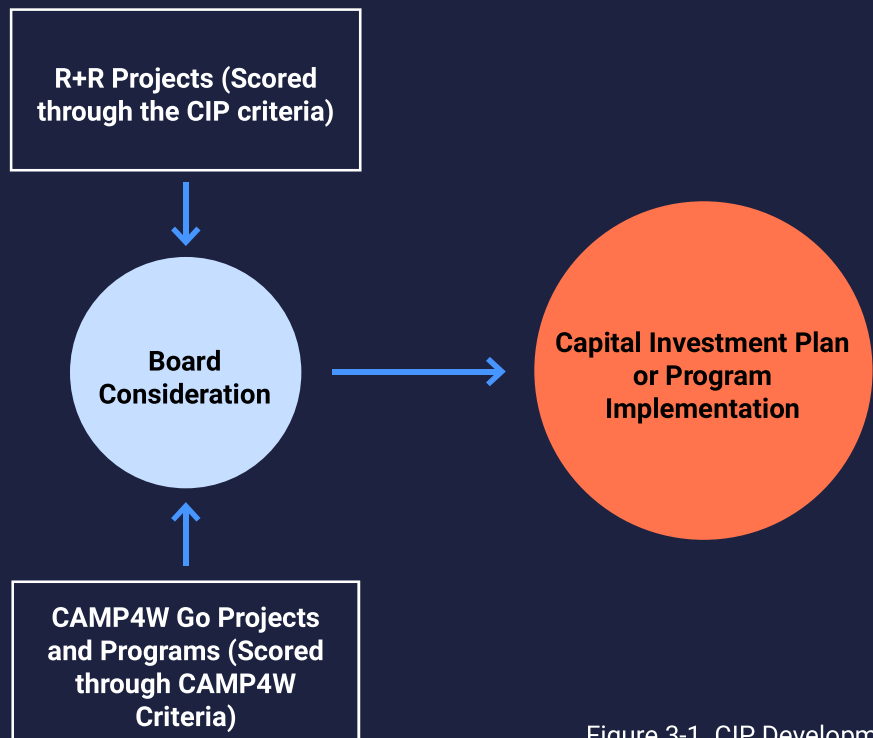 R+R Projects (Scored
through the CIP criteria)
Board
Consideration
Capital Investment Plan
or Program
Implementation
CAMP4W Go Projects
and Programs (Scored
through CAMP4W
Criteria)
Figure 3-1. CIP